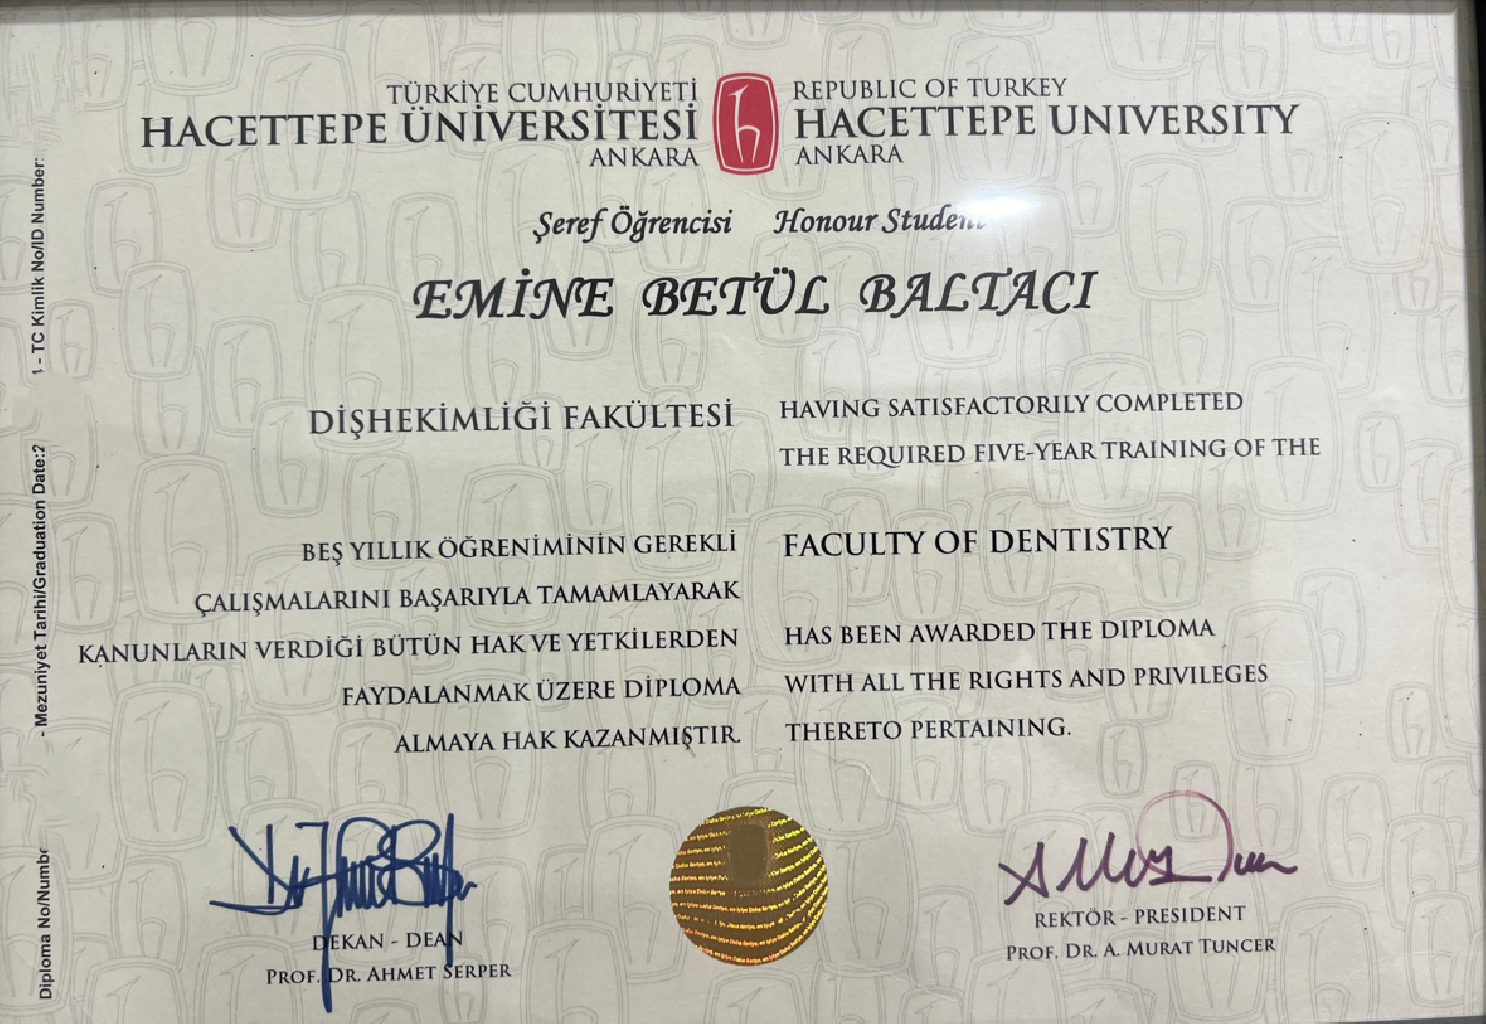 TÜRKİYE CUMHURİYETİ
HACETTEPE ÜNİVERSİTESİ
ANKARA
REPUBLIC OF TURKEY
HACETTEPE UNIVERSITY
ANKARA
Şeref Öğrencisi Honour Student
EMİNE BETÜL BALTACI
DİŞHEKİMLİĞİ FAKÜLTESİ
BEŞ YILLIK ÖĞRENİMİNİN GEREKLİ
ÇALIŞMALARINI BAŞARIYLA TAMAMLAYARAK
KANUNLARIN VERDİĞİ BÜTÜN HAK VE YETKİLERDEN
FAYDALANMAK ÜZERE DİPLOMA
ALMAYA HAK KAZANMIŞTIR.
HAVING SATISFACTORILY COMPLETED
THE REQUIRED FIVE-YEAR TRAINING OF THE
FACULTY OF DENTISTRY
HAS BEEN AWARDED THE DIPLOMA
WITH ALL THE RIGHTS AND PRIVILEGES
THERETO PERTAINING.
DEKAN - DEAN
PROF. DR. AHMET SERPER
REKTÖR - PRESIDENT
PROF. DR. A. MURAT TUNCER
Diploma No/Numbe
- Mezuniyet Tarihi/Graduation Date:2
1 - TC Kimlik No/ID Number: